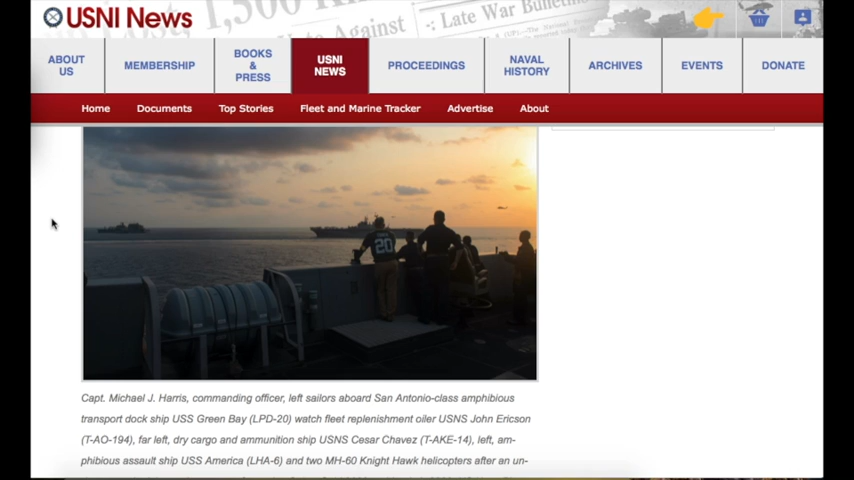 Against
Late War Bulletins
USNI News
ABOUT US
MEMBERSHIP
BOOKS & PRESS
USNI NEWS
PROCEEDINGS
NAVAL HISTORY
ARCHIVES
EVENTS
DONATE
Home
Documents
Top Stories
Fleet and Marine Tracker
Advertise
About
20
Capt. Michael J. Harris, commanding officer, left sailors aboard San Antonio-class amphibious
transport dock ship USS Green Bay (LPD-20) watch fleet replenishment oiler USNS John Ericson
(T-AO-194), far left, dry cargo and ammunition ship USNS Cesar Chavez (T-AKE-14), left, am-
phibious assault ship USS America (LHA-6) and two MH-60 Knight Hawk helicopters after an un-